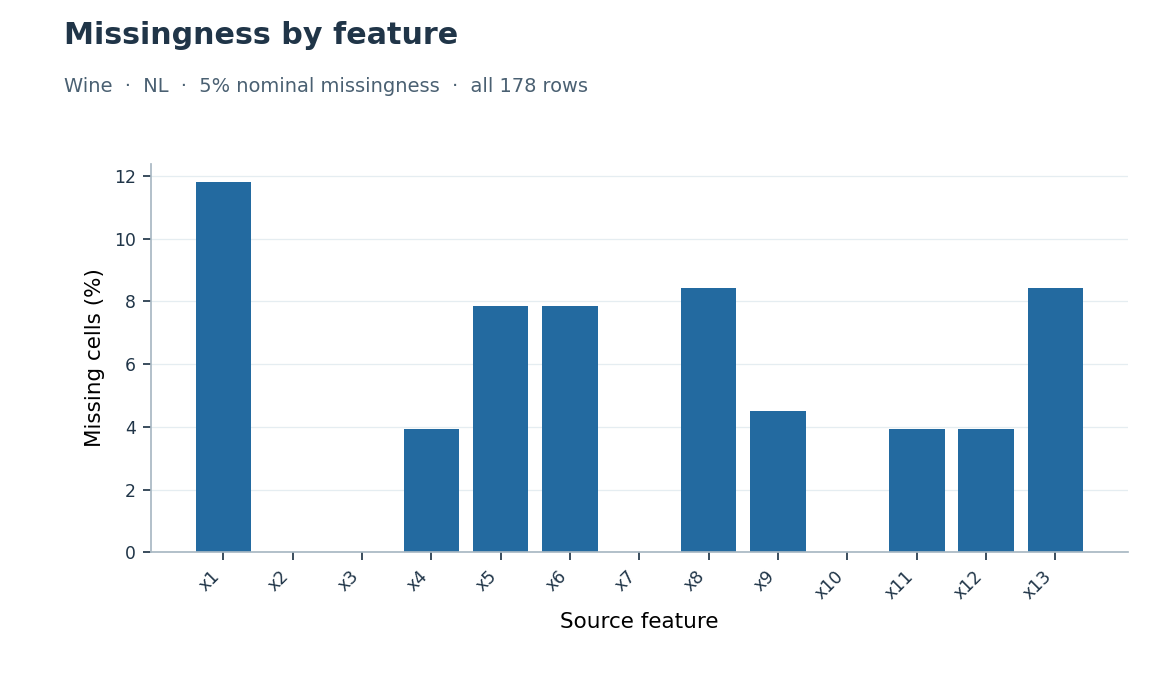 Missingness by feature
Wine · NL · 5% nominal missingness · all 178 rows
12
10
8
6
4
2
0
Missing cells (%)
x1 x2 x3 x4 x5 x6 x7 x8 x9 x10 x11 x12 x13
Source feature